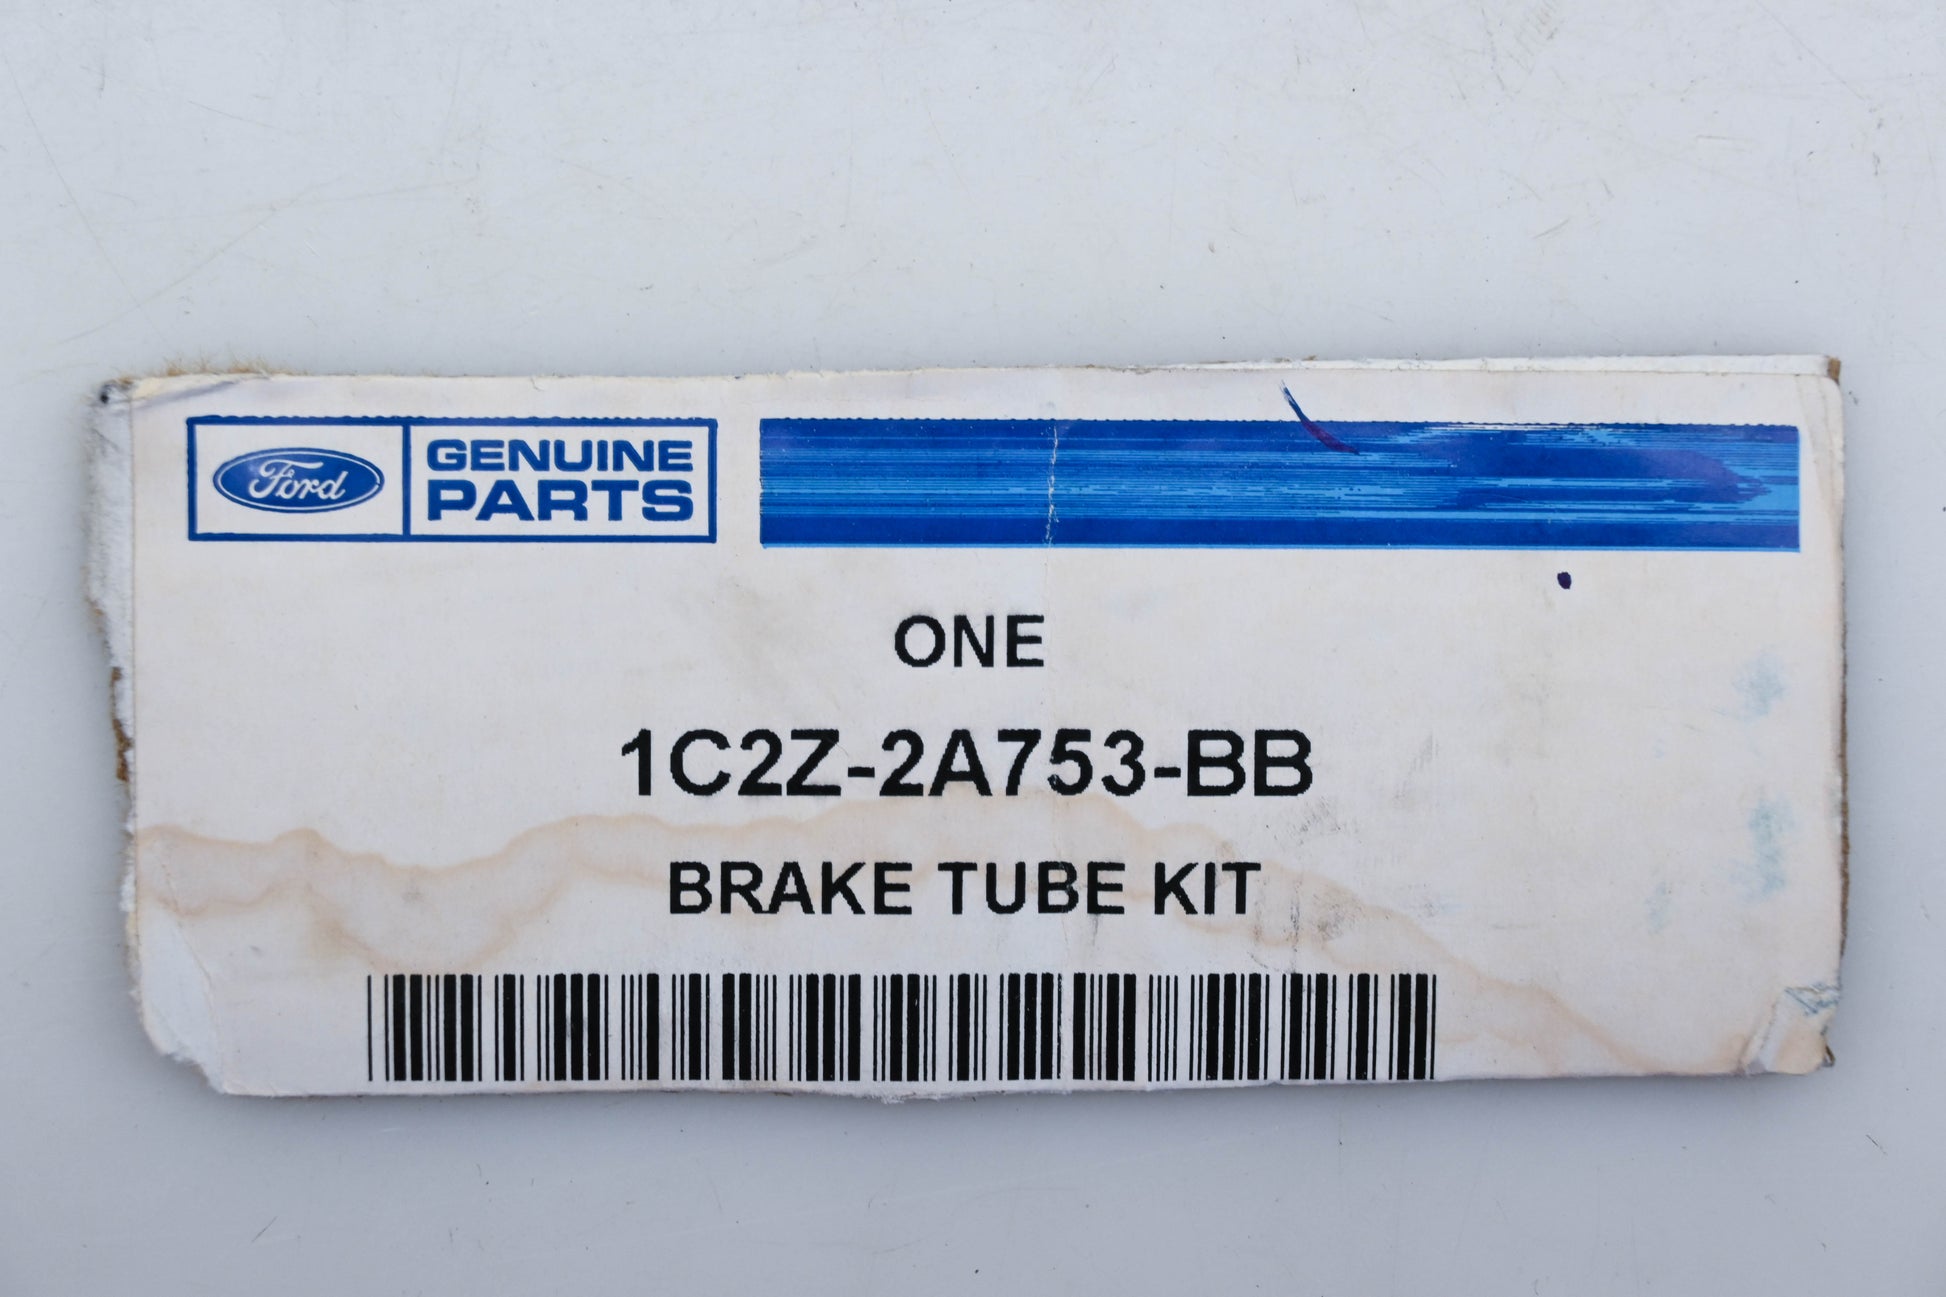 Ford
GENUINE
PARTS
ONE
1C2Z-2A753-BB
BRAKE TUBE KIT